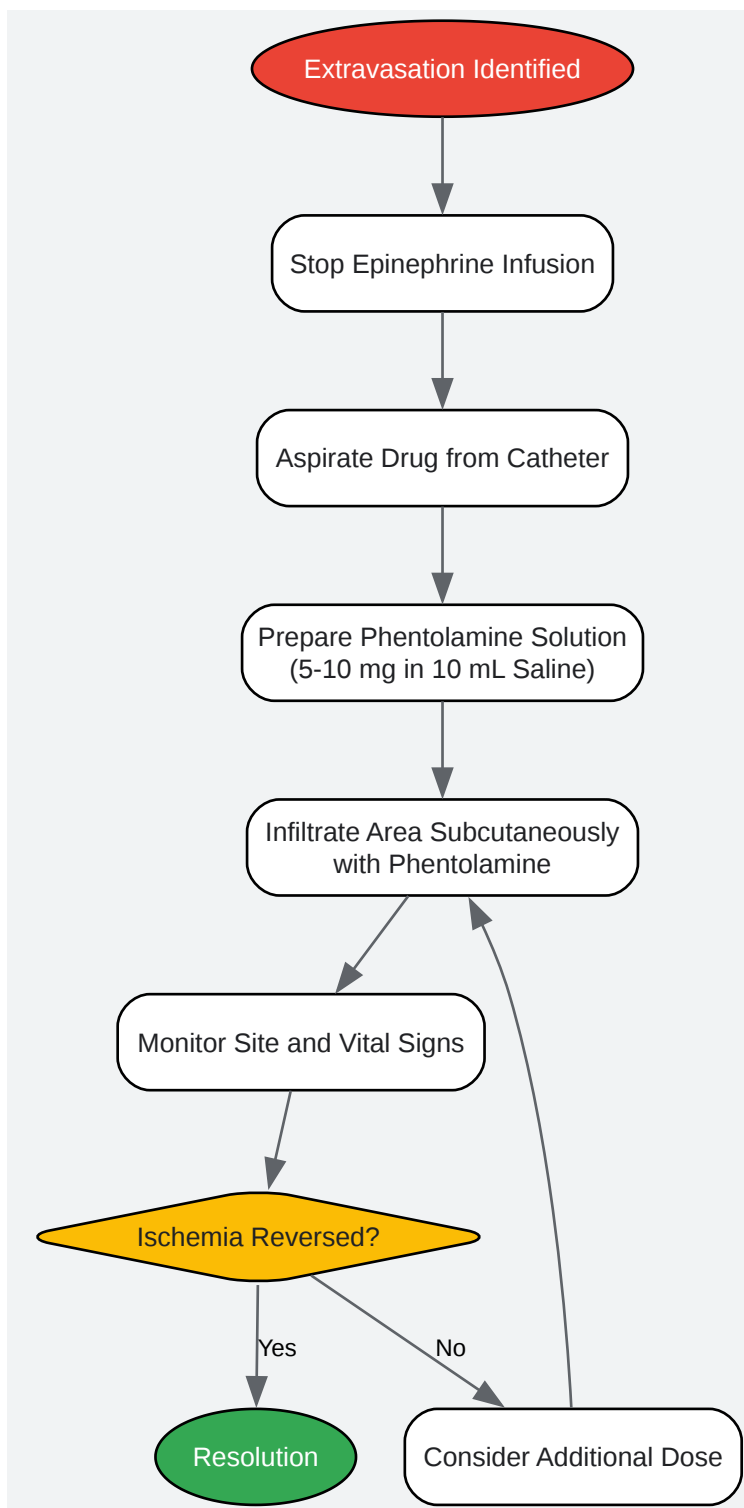 Extravasation Identified
Stop Epinephrine Infusion
Aspirate Drug from Catheter
Prepare Phentolamine Solution
(5-10 mg in 10 mL Saline)
Infiltrate Area Subcutaneously
with Phentolamine
Monitor Site and Vital Signs
Ischemia Reversed?
Yes
No
Resolution
Consider Additional Dose